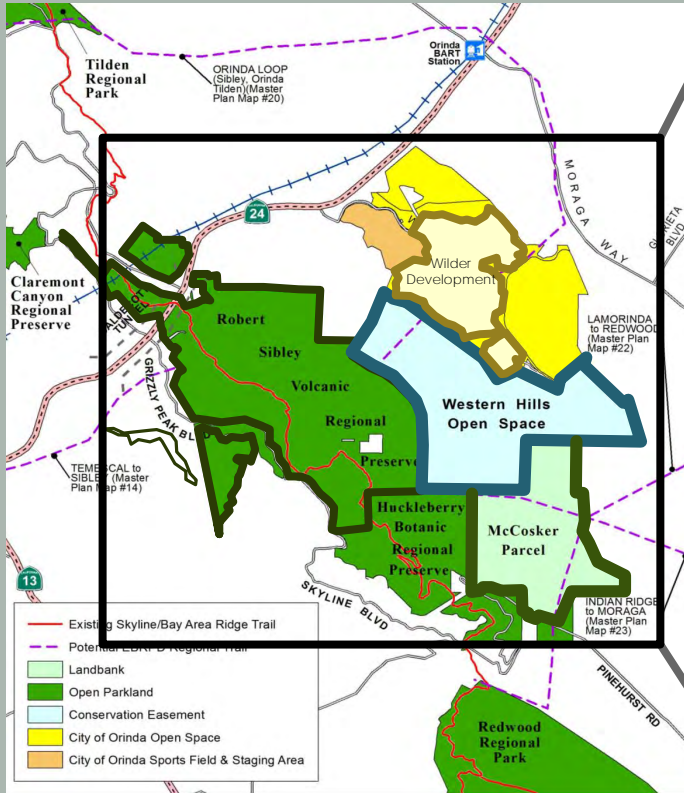 Tilden
Regional
Park
ORINDA LOOP
(Sibley, Orinda
Tilden)(Master
Plan Map #20)
Orinda
BART
Station
24
MORAGA WAY
BLVD
Claremont
Canyon
Regional
Preserve
Wilder
Development
LAMORINDA
to REDWOOD
(Master Plan
Map #22)
Robert
Sibley
Volcanic
Regional
Preserve
GRIZZLY PEAK BLVD
Western Hills
Open Space
TEMESCAL to
SIBLEY (Master
Plan Map #14)
Huckleberry
Botanic
Regional
Preserve
McCosker
Parcel
13
SKYLINE BLVD
INDIAN RIDGE
to MORAGA
(Master Plan
Map #23)
PINEHURST RD
Existing Skyline/Bay Area Ridge Trail
Potential EBRPD Regional Trail
Landbank
Open Parkland
Conservation Easement
City of Orinda Open Space
City of Orinda Sports Field & Staging Area
Redwood
Regional
Park